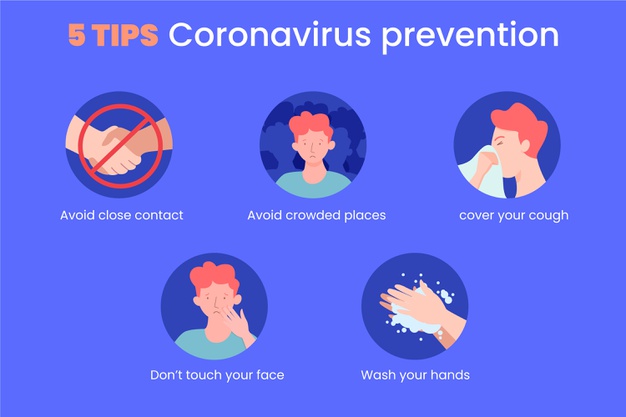 5 TIPS Coronavirus prevention
Avoid close contact
Avoid crowded places
cover your cough
Don't touch your face
Wash your hands